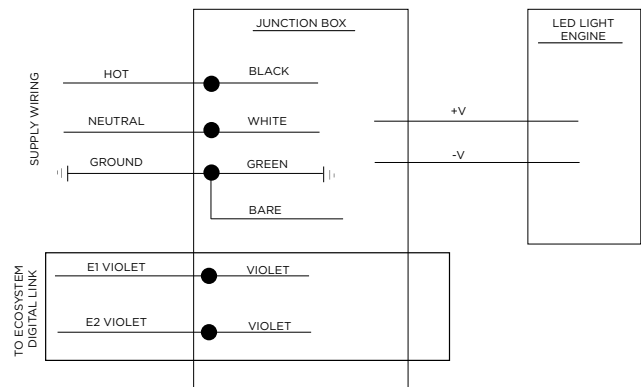 JUNCTION BOX
LED LIGHT
ENGINE
SUPPLY WIRING
HOT
BLACK
+V
NEUTRAL
WHITE
-V
GROUND
GREEN
BARE
TO ECOSYSTEM
DIGITAL LINK
E1 VIOLET
VIOLET
E2 VIOLET
VIOLET